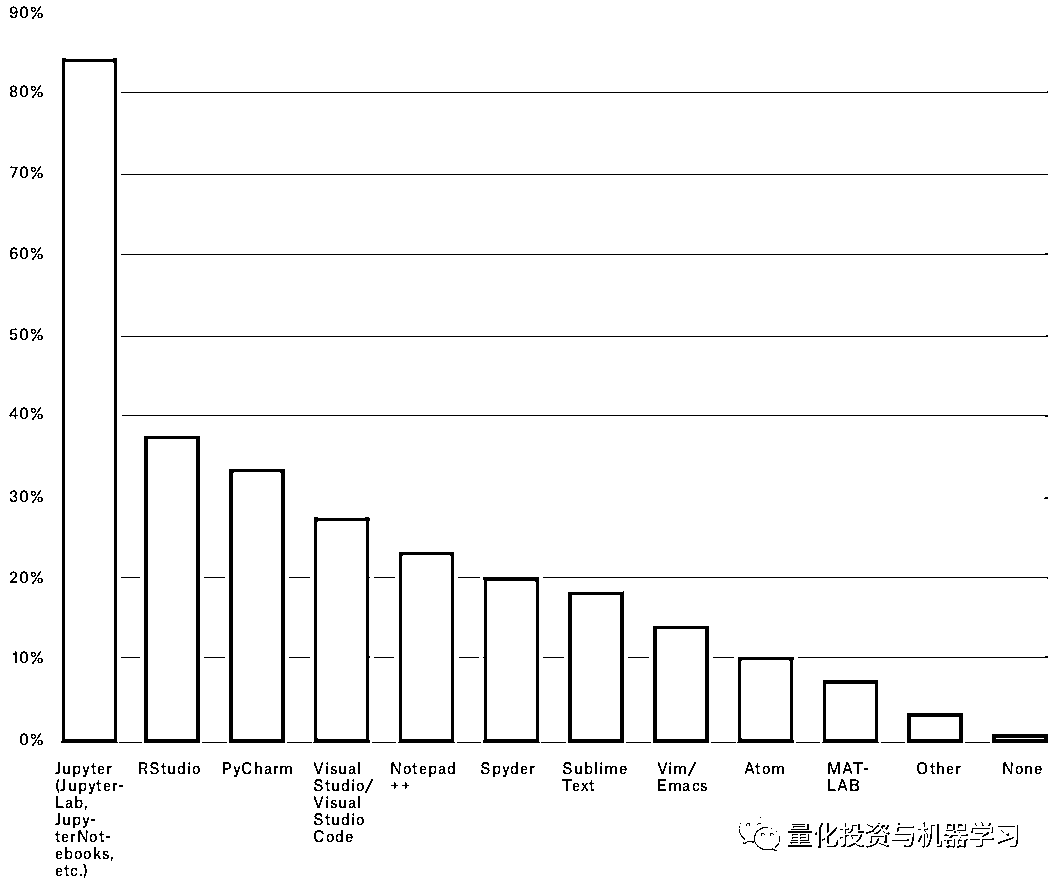 90%
80%
70%
60%
50%
40%
30%
20%
10%
0%
Jupyter
(Jupyter-
Lab,
Jupy-
terNot-
ebooks,
etc.)
RStudio
PyCharm
Visual
Studio/
Visual
Studio
Code
Notepad
++
Spyder
Sublime
Text
Vim/
Emacs
Atom
MAT-
LAB
Other
None
量化投资与机器学习